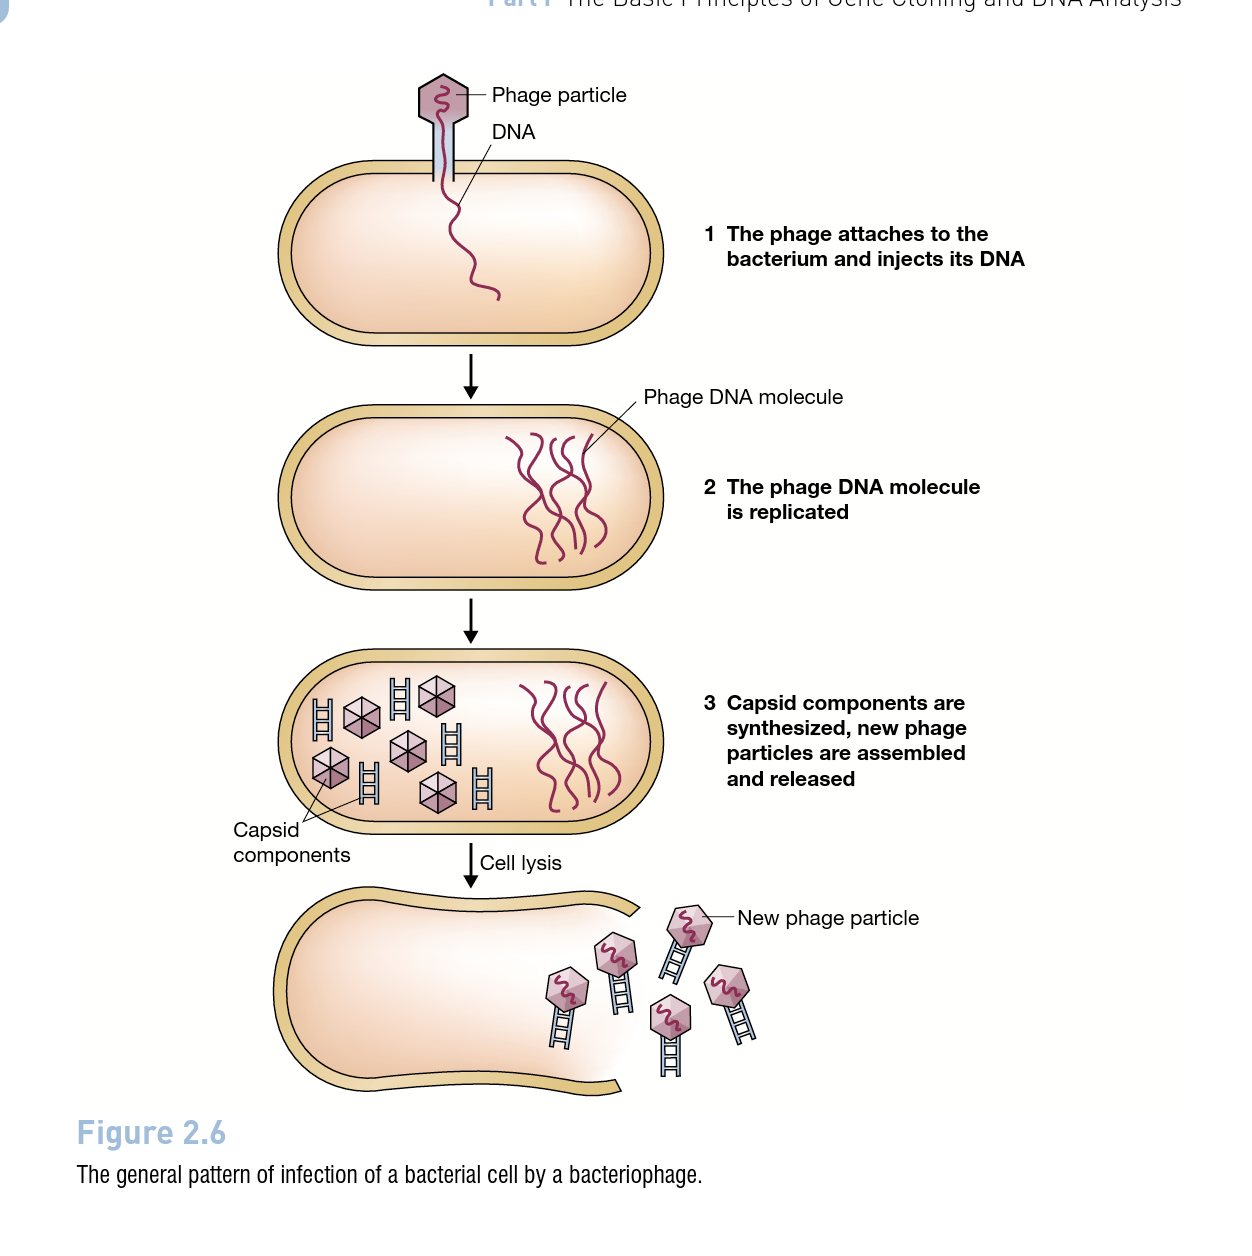 Part I The Basic Principles of Gene Cloning and DNA Analysis
Phage particle
DNA
1 The phage attaches to the
bacterium and injects its DNA
Phage DNA molecule
2 The phage DNA molecule
is replicated
3 Capsid components are
synthesized, new phage
particles are assembled
and released
Capsid
components
Cell lysis
New phage particle
Figure 2.6
The general pattern of infection of a bacterial cell by a bacteriophage.